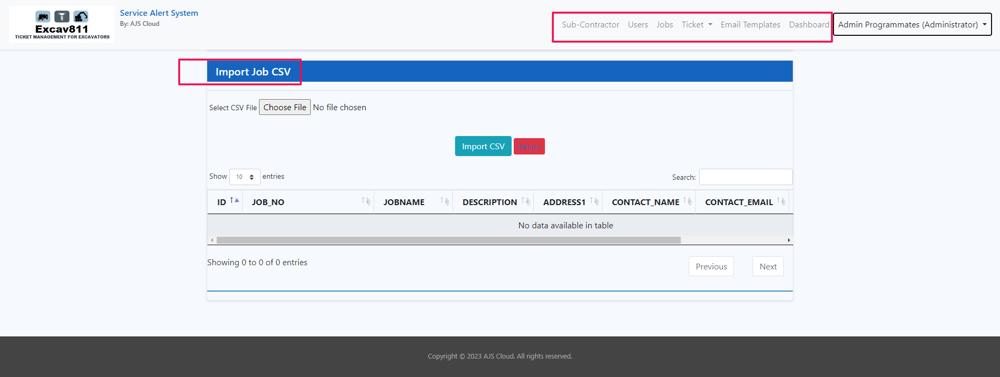 Excav811
TICKET MANAGEMENT FOR EXCAVATORS
Service Alert System
By: AJS Cloud
Sub-Contractor Users Jobs Ticket Email Templates Dashboard Admin Programmates (Administrator)
Import Job CSV
Select CSV File Choose File No file chosen
Import CSV Return
Show 10 entries Search:
ID JOB_NO JOBNAME DESCRIPTION ADDRESS1 CONTACT_NAME CONTACT_EMAIL
No data available in table
Showing 0 to 0 of 0 entries Previous Next
Copyright © 2023 AJS Cloud. All rights reserved.